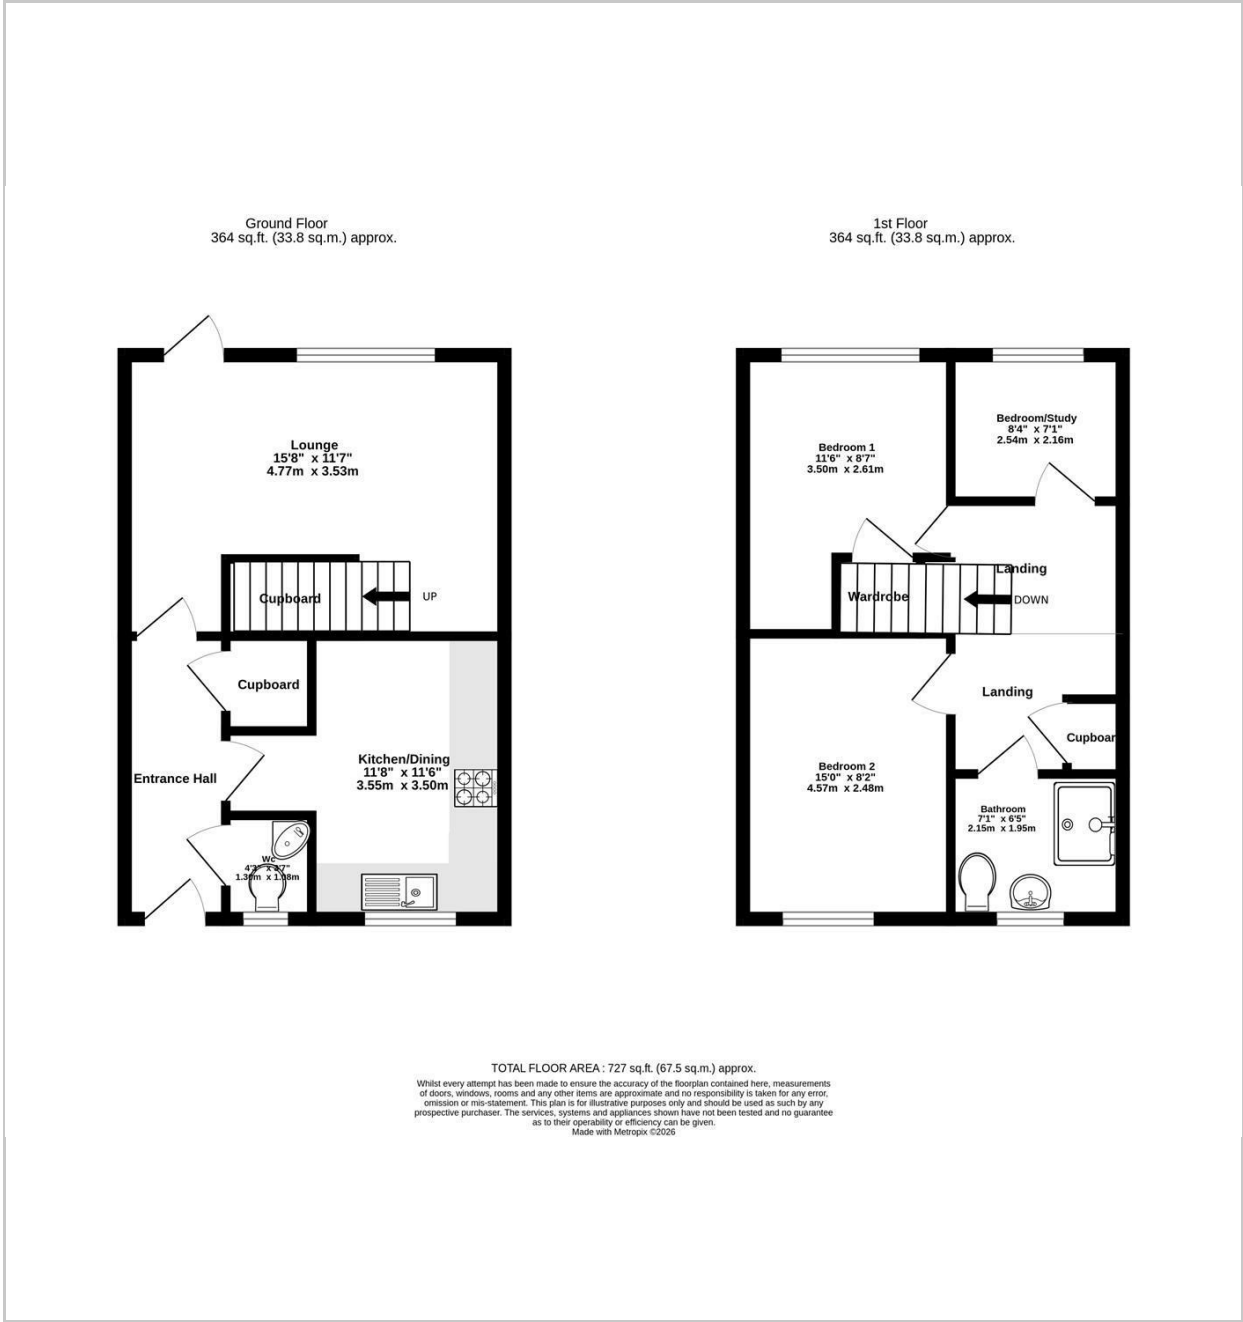 Ground Floor
364 sq.ft. (33.8 sq.m.) approx.
Lounge
15'8" x 11'7"
4.77m x 3.53m
Cupboard
UP
Cupboard
Kitchen/Dining
11'8" x 11'6"
3.55m x 3.50m
Entrance Hall
Wc
1st Floor
364 sq.ft. (33.8 sq.m.) approx.
Bedroom 1
11'6" x 8'7"
3.50m x 2.61m
Bedroom/Study
8'4" x 7'1"
2.54m x 2.16m
Landing
Wardrobe
DOWN
Landing
Cupboar
Bedroom 2
15'0" x 8'2"
4.57m x 2.48m
Bathroom
7'1" x 6'5"
2.15m x 1.95m
TOTAL FLOOR AREA : 727 sq.ft. (67.5 sq.m.) approx.
Whilst every attempt has been made to ensure the accuracy of the floorplan contained here, measurements
of doors, windows, rooms and any other items are approximate and no responsibility is taken for any error,
omission or mis-statement. This plan is for illustrative purposes only and should be used as such by any
prospective purchaser. The services, systems and appliances shown have not been tested and no guarantee
as to their operability or efficiency can be given.
Made with Metropix ©2026